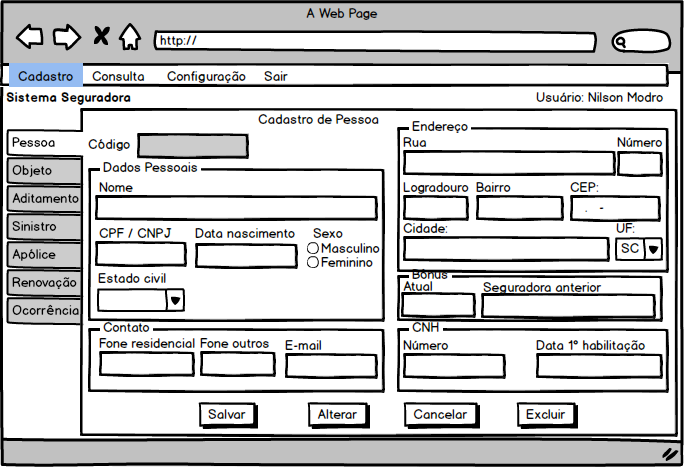 A Web Page
http://
Cadastro Consulta Configuração Sair
Sistema Seguradora Usuário: Nilson Modro
Cadastro de Pessoa
Pessoa
Objeto
Aditamento
Sinistro
Apólice
Renovação
Ocorrência
Código
Dados Pessoais
Nome
CPF / CNPJ Data nascimento Sexo
Masculino
Feminino
Estado civil
Contato
Fone residencial Fone outros E-mail
Endereço
Rua Número
Logradouro Bairro CEP:
. -
Cidade: UF:
SC
Bônus
Atual Seguradora anterior
CNH
Número Data 1º habilitação
Salvar Alterar Cancelar Excluir